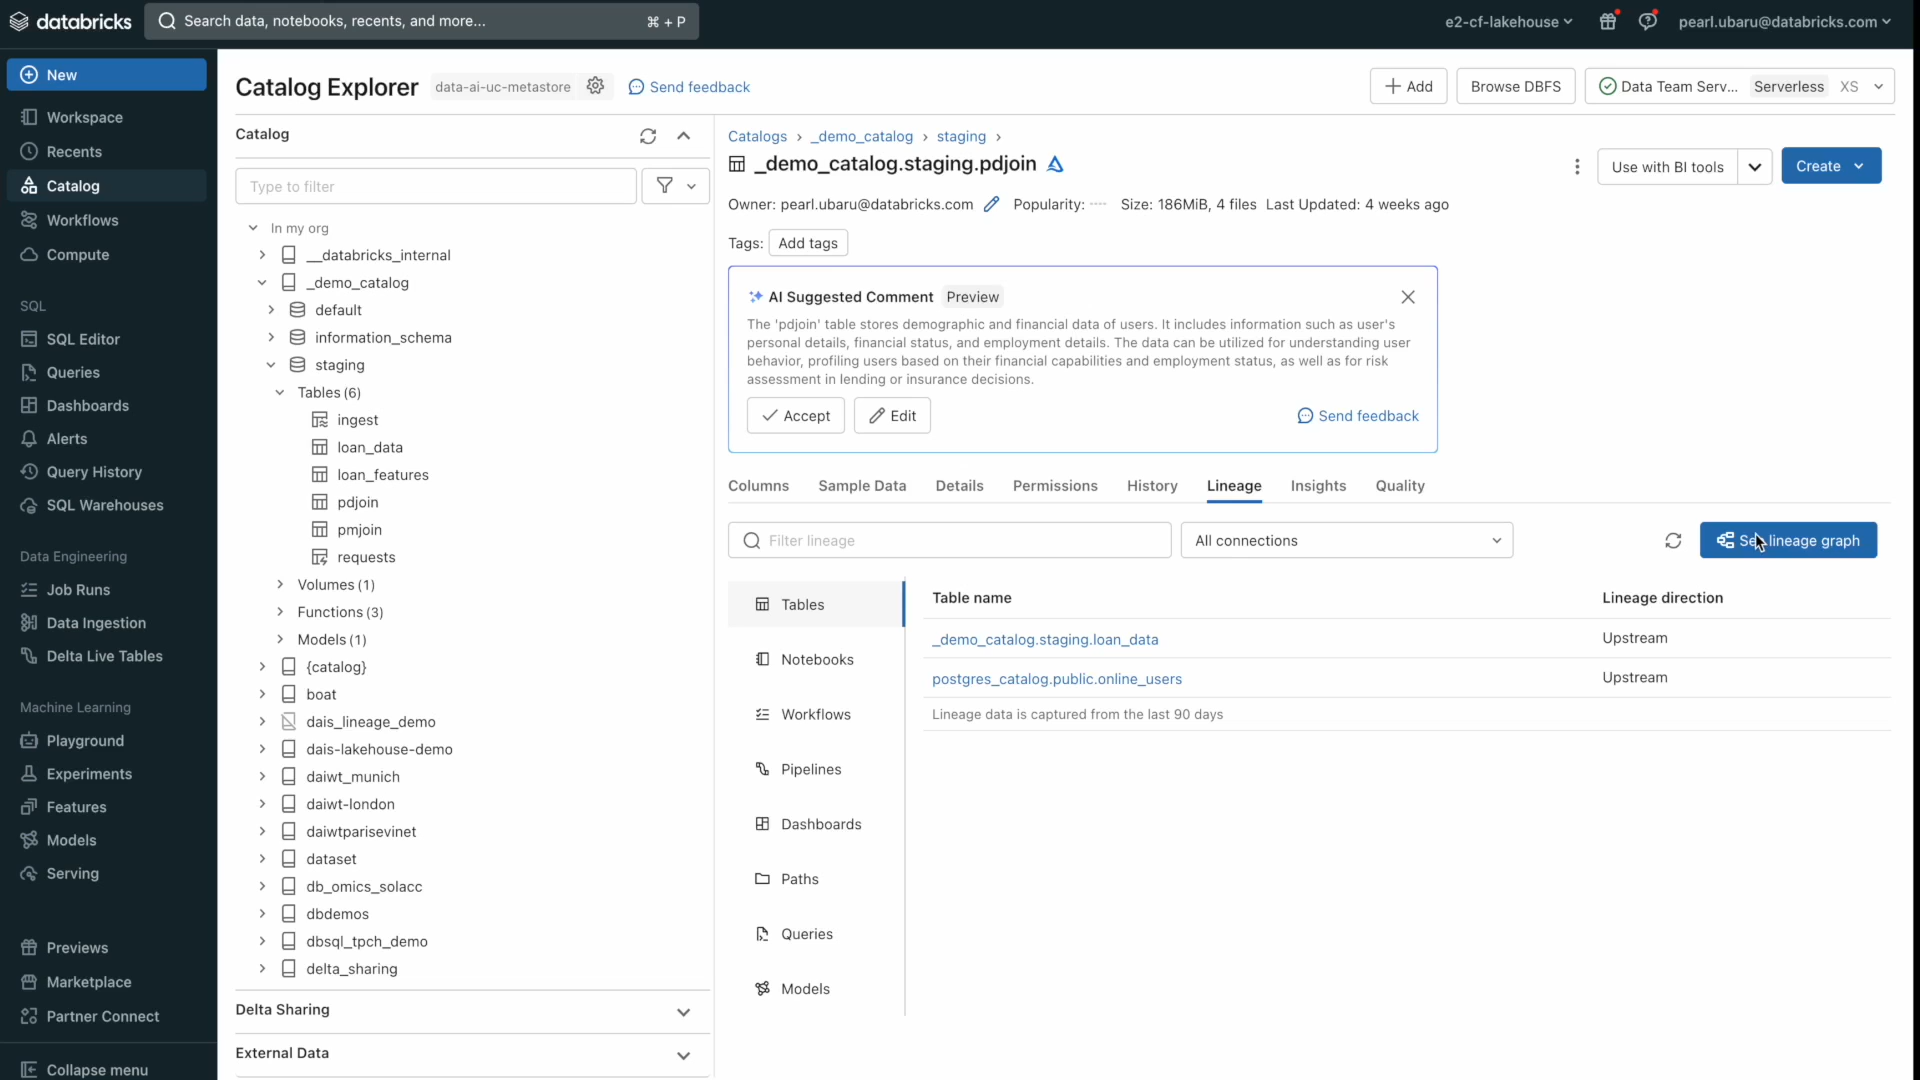 databricks
Search data, notebooks, recents, and more...
⌘ + P
e2-cf-lakehouse
pearl.ubaru@databricks.com
New
Workspace
Recents
Catalog
Workflows
Compute
SQL
SQL Editor
Queries
Dashboards
Alerts
Query History
SQL Warehouses
Data Engineering
Job Runs
Data Ingestion
Delta Live Tables
Machine Learning
Playground
Experiments
Features
Models
Serving
Previews
Marketplace
Partner Connect
Collapse menu
Catalog Explorer
data-ai-uc-metastore
Send feedback
Add
Browse DBFS
Data Team Serv... Serverless XS
Catalog
Type to filter
In my org
__databricks_internal
_demo_catalog
default
information_schema
staging
Tables (6)
ingest
loan_data
loan_features
pdjoin
pmjoin
requests
Volumes (1)
Functions (3)
Models (1)
{catalog}
boat
dais_lineage_demo
dais-lakehouse-demo
daiwt_munich
daiwt-london
daiwtparisevinet
dataset
db_omics_solacc
dbdemos
dbsql_tpch_demo
delta_sharing
Delta Sharing
External Data
Catalogs › _demo_catalog › staging ›
_demo_catalog.staging.pdjoin
Use with BI tools
Create
Owner: pearl.ubaru@databricks.com Popularity: Size: 186MiB, 4 files Last Updated: 4 weeks ago
Tags: Add tags
AI Suggested Comment Preview
The 'pdjoin' table stores demographic and financial data of users. It includes information such as user's
personal details, financial status, and employment details. The data can be utilized for understanding user
behavior, profiling users based on their financial capabilities and employment status, as well as for risk
assessment in lending or insurance decisions.
Accept
Edit
Send feedback
Columns Sample Data Details Permissions History Lineage Insights Quality
Filter lineage
All connections
lineage graph
Tables
Notebooks
Workflows
Pipelines
Dashboards
Paths
Queries
Models
Table name Lineage direction
_demo_catalog.staging.loan_data Upstream
postgres_catalog.public.online_users Upstream
Lineage data is captured from the last 90 days